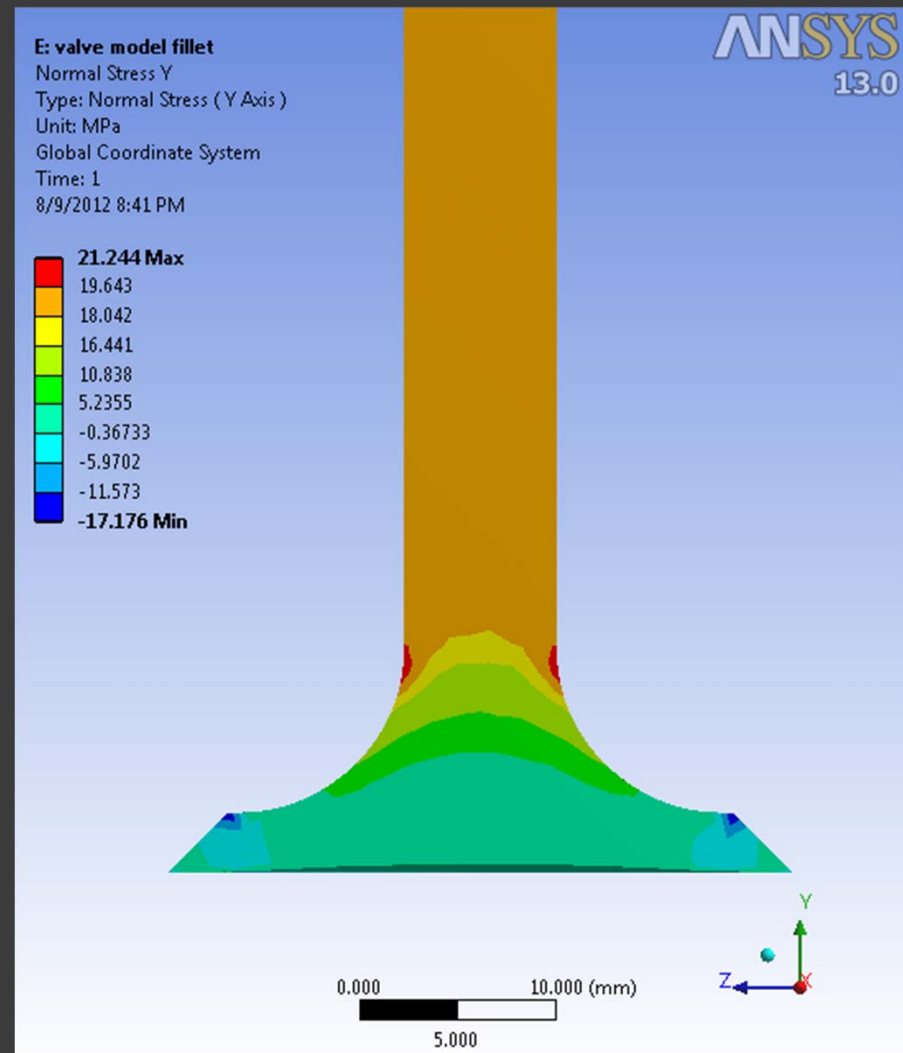 E: valve model fillet
Normal Stress Y
Type: Normal Stress ( Y Axis )
Unit: MPa
Global Coordinate System
Time: 1
8/9/2012 8:41 PM
ANSYS
13.0
21.244 Max
19.643
18.042
16.441
10.838
5.2355
-0.36733
-5.9702
-11.573
-17.176 Min
Y
Z
X
0.000 10.000 (mm)
5.000